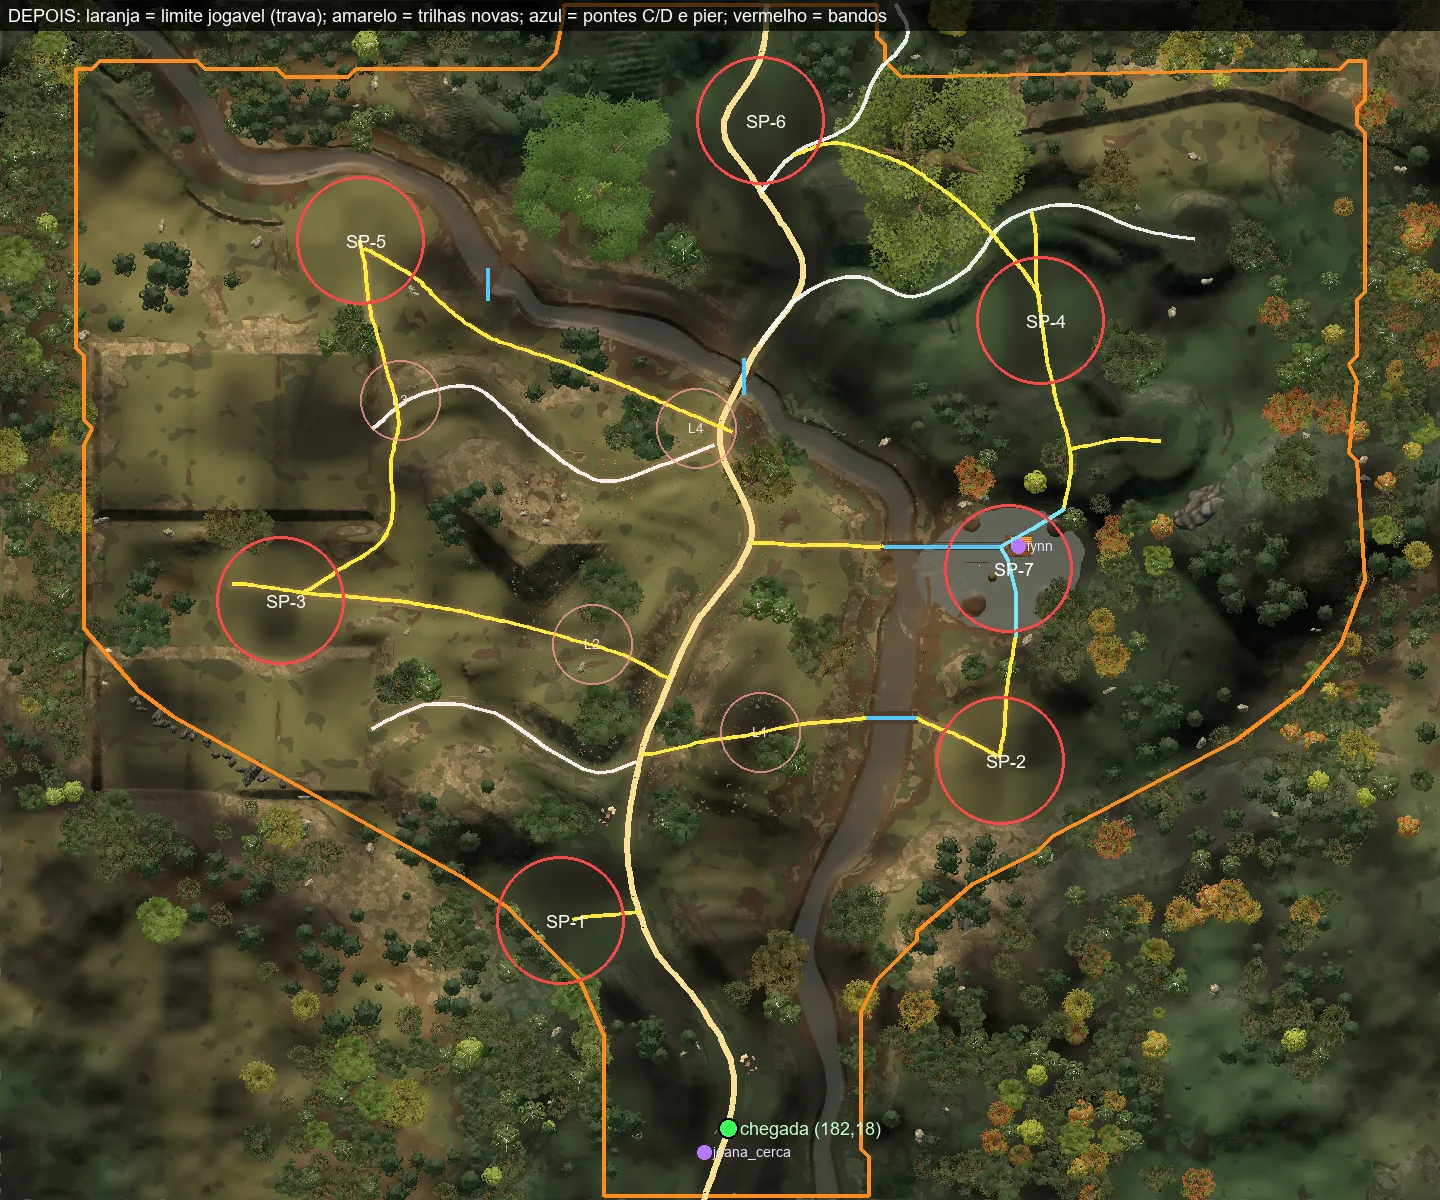 DEPOIS: laranja = limite jogavel (trava); amarelo = trilhas novas; azul = pontes C/D e pier; vermelho = bandos
SP-6
SP-5
SP-4
L4
SP-7
SP-3
L2
L1
SP-2
SP-1
chegada (182,18)